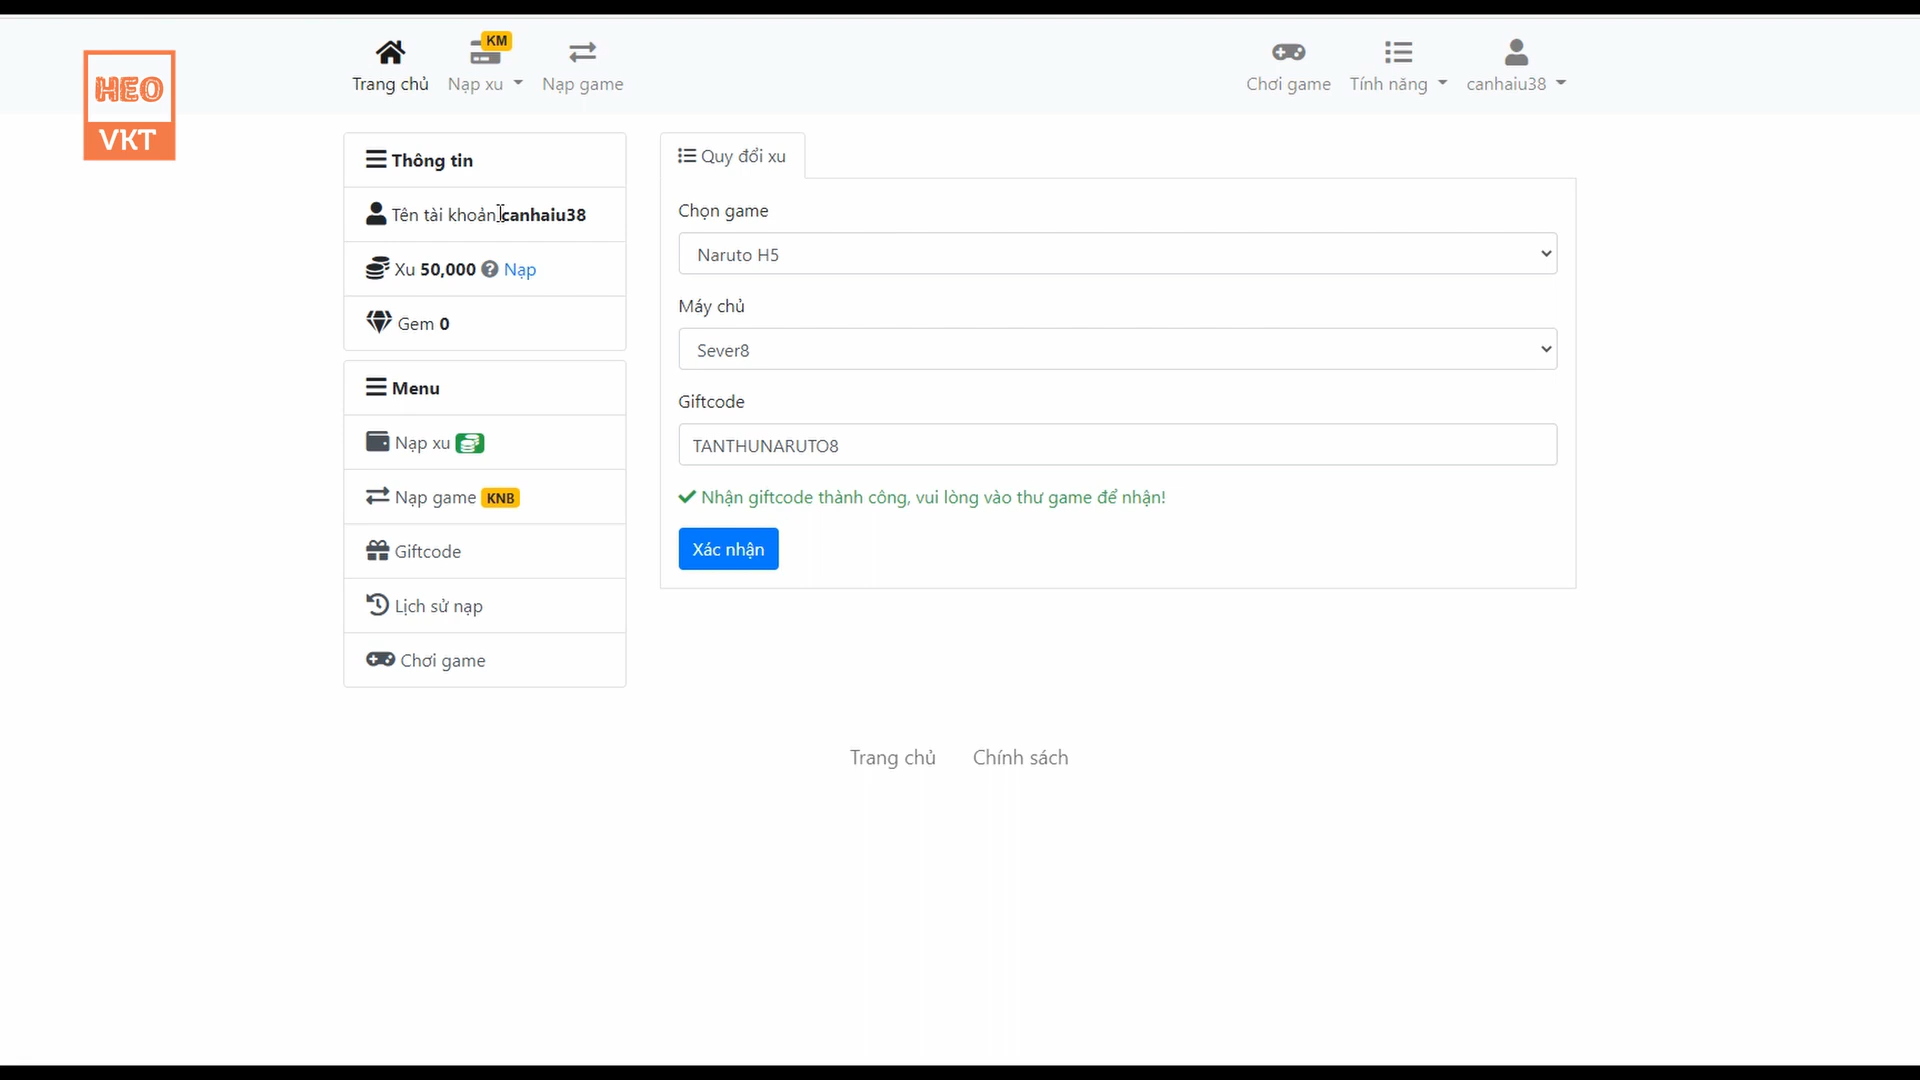 HEO
VKT
Trang chủ
KM
Nạp xu
Nạp game
Chơi game
Tính năng
canhaiu38
Thông tin
Tên tài khoản canhaiu38
Xu 50,000 Nạp
Gem 0
Menu
Nạp xu
Nạp game KNB
Giftcode
Lịch sử nạp
Chơi game
Quy đổi xu
Chọn game
Naruto H5
Máy chủ
Sever8
Giftcode
TANTHUNARUTO8
Nhận giftcode thành công, vui lòng vào thư game để nhận!
Xác nhận
Trang chủ
Chính sách